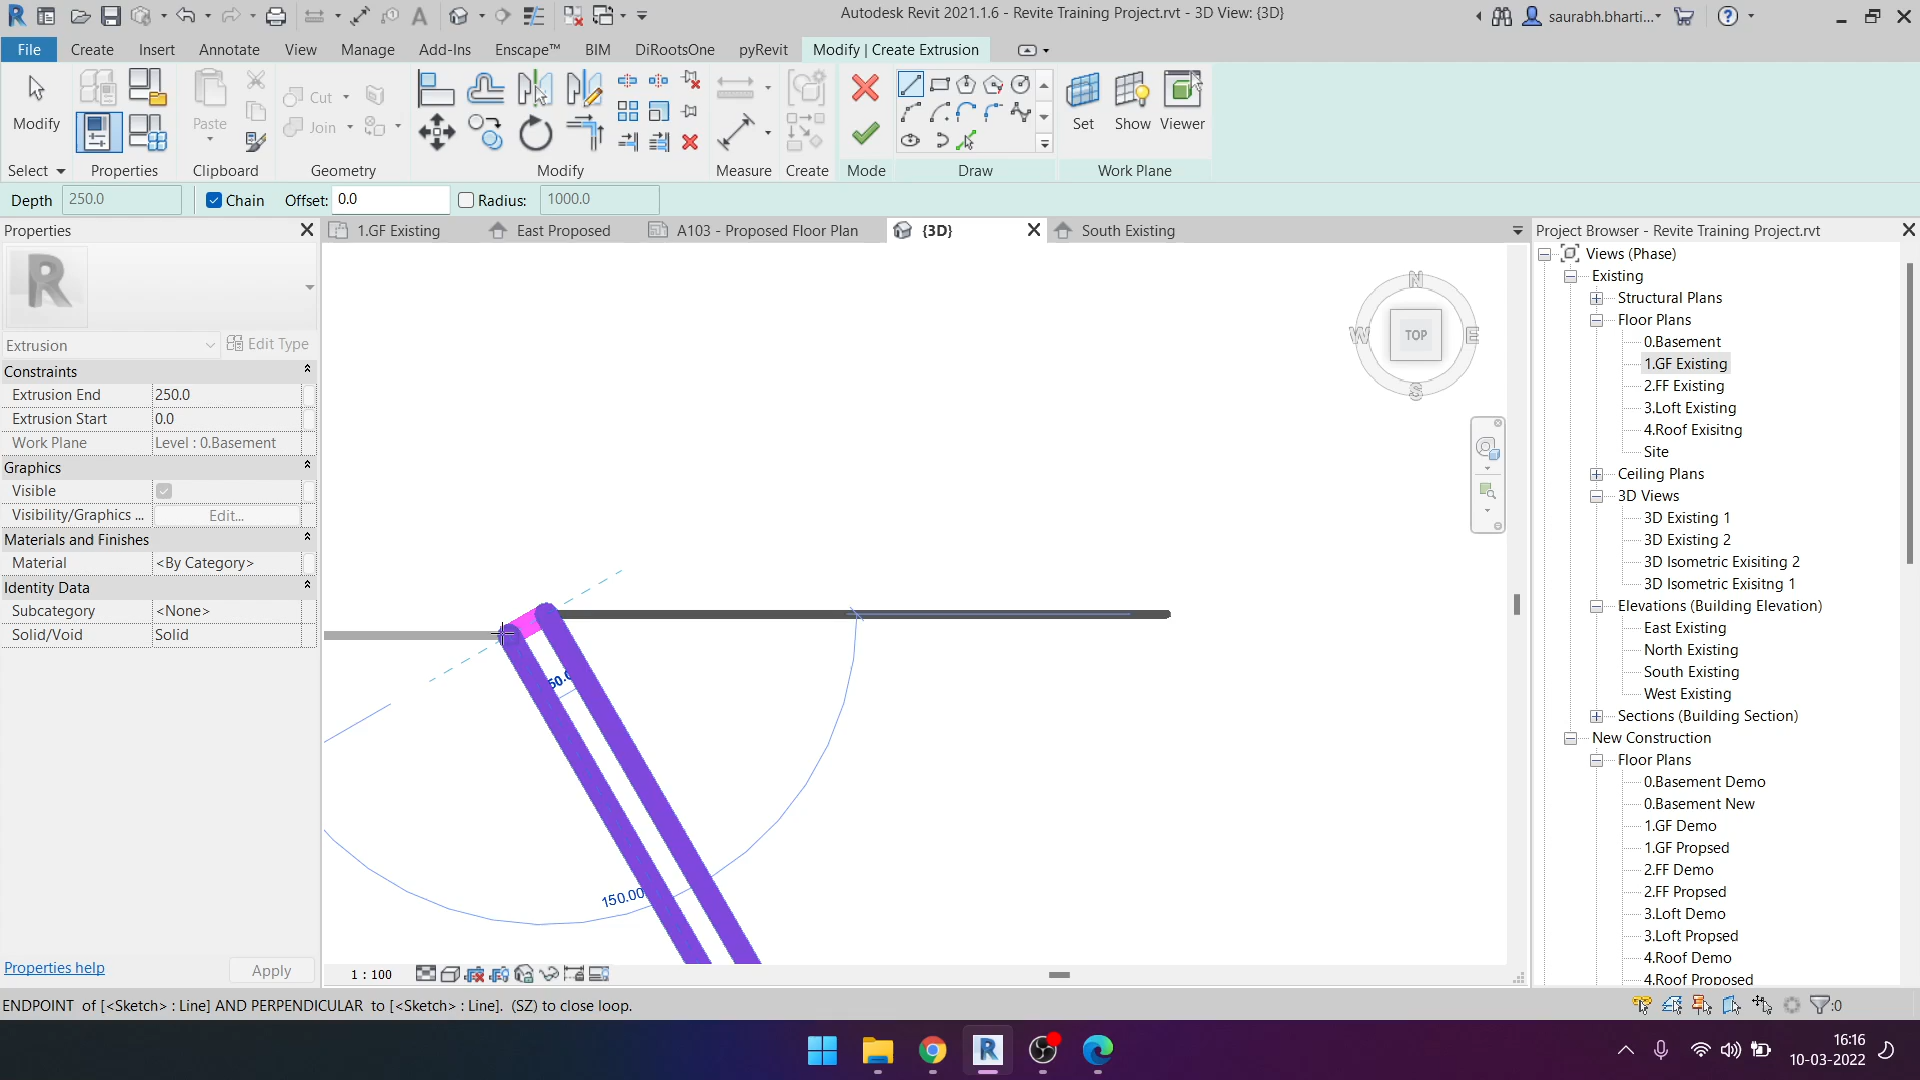 Autodesk Revit 2021.1.6 - Revite Training Project.rvt - 3D View: {3D}
saurabh.bharti...
File Create Insert Annotate View Manage Add-Ins Enscape™ BIM DiRootsOne pyRevit Modify | Create Extrusion
Modify
Paste
Cut
Join
Set Show Viewer
Select Properties Clipboard Geometry Modify Measure Create Mode Draw Work Plane
Depth 250.0 Chain Offset: 0.0 Radius: 1000.0
Properties
1.GF Existing East Proposed A103 - Proposed Floor Plan {3D} South Existing
Project Browser - Revite Training Project.rvt
R
Extrusion Edit Type
Constraints
Extrusion End 250.0
Extrusion Start 0.0
Work Plane Level : 0.Basement
Graphics
Visible
Visibility/Graphics ... Edit...
Materials and Finishes
Material <By Category>
Identity Data
Subcategory <None>
Solid/Void Solid
Properties help Apply
N
W TOP E
S
150.00
1 : 100
Views (Phase)
Existing
Structural Plans
Floor Plans
0.Basement
1.GF Existing
2.FF Existing
3.Loft Existing
4.Roof Exisitng
Site
Ceiling Plans
3D Views
3D Existing 1
3D Existing 2
3D Isometric Exisiting 2
3D Isometric Exisitng 1
Elevations (Building Elevation)
East Existing
North Existing
South Existing
West Existing
Sections (Building Section)
New Construction
Floor Plans
0.Basement Demo
0.Basement New
1.GF Demo
1.GF Propsed
2.FF Demo
2.FF Propsed
3.Loft Demo
3.Loft Propsed
4.Roof Demo
4.Roof Proposed
ENDPOINT of [<Sketch> : Line] AND PERPENDICULAR to [<Sketch> : Line]. (SZ) to close loop.
:0
16:16
10-03-2022